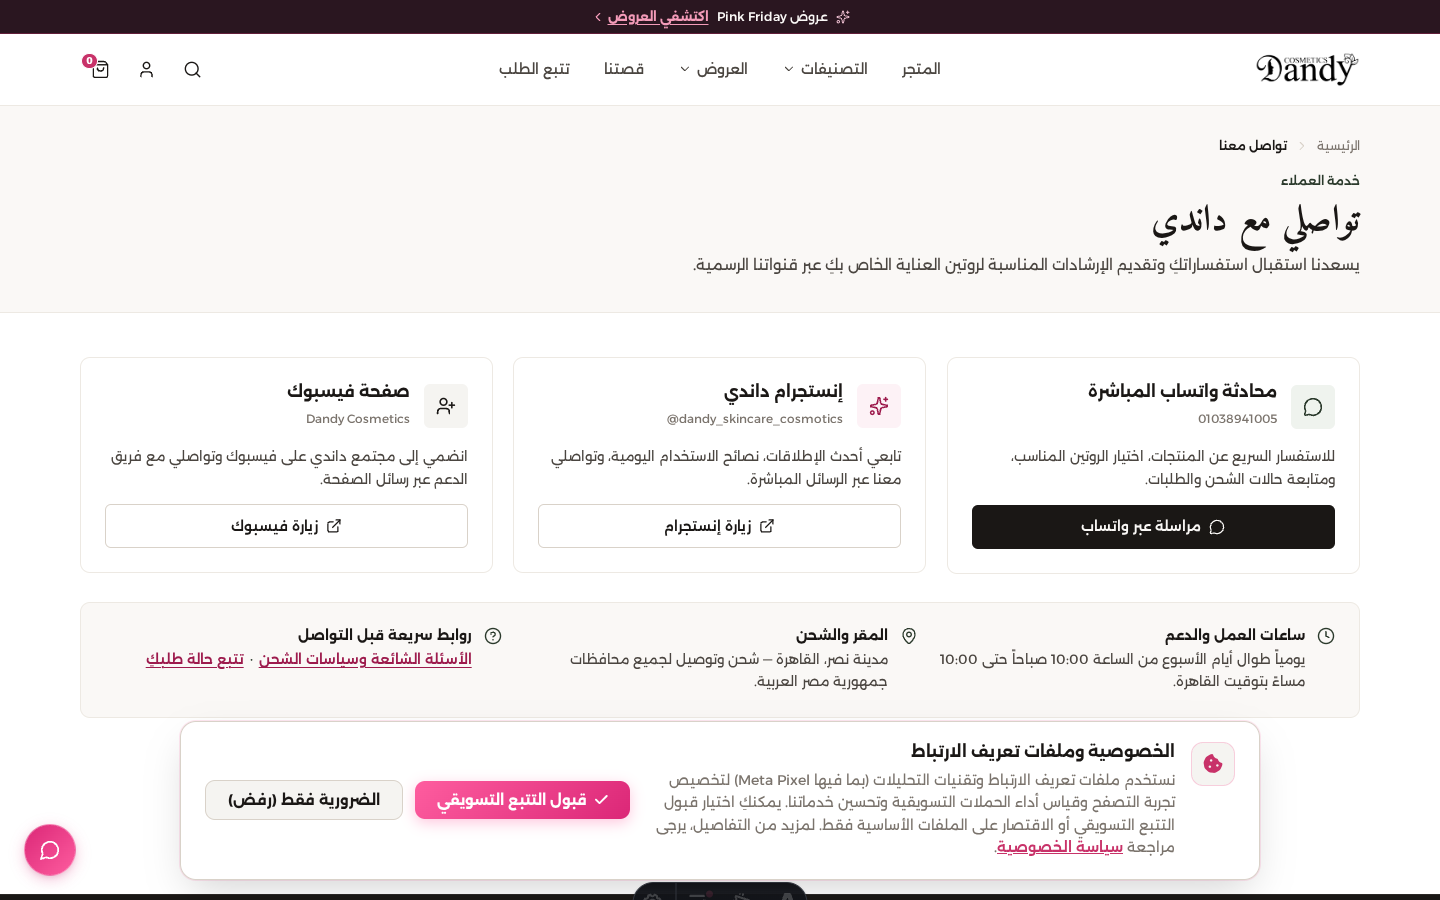 عروض Pink Friday اكتشفي العروض
Dandy
COSMETICS
المتجر
التصنيفات
العروض
قصتنا
تتبع الطلب
0
الرئيسية
تواصل معنا
خدمة العملاء
تواصلي مع داندي
يسعدنا استقبال استفساراتكِ وتقديم الإرشادات المناسبة لروتين العناية الخاص بكِ عبر قنواتنا الرسمية.
محادثة واتساب المباشرة
01038941005
للاستفسار السريع عن المنتجات، اختيار الروتين المناسب،
ومتابعة حالات الشحن والطلبات.
مراسلة عبر واتساب
إنستجرام داندي
@dandy_skincare_cosmotics
تابعي أحدث الإطلاقات، نصائح الاستخدام اليومية، وتواصلي
معنا عبر الرسائل المباشرة.
زيارة إنستجرام
صفحة فيسبوك
Dandy Cosmetics
انضمي إلى مجتمع داندي على فيسبوك وتواصلي مع فريق
الدعم عبر رسائل الصفحة.
زيارة فيسبوك
ساعات العمل والدعم
يومياً طوال أيام الأسبوع من الساعة 10:00 صباحاً حتى 10:00
مساءً بتوقيت القاهرة.
المقر والشحن
مدينة نصر، القاهرة — شحن وتوصيل لجميع محافظات
جمهورية مصر العربية.
روابط سريعة قبل التواصل
الأسئلة الشائعة وسياسات الشحن · تتبع حالة طلبكِ
الخصوصية وملفات تعريف الارتباط
نستخدم ملفات تعريف الارتباط وتقنيات التحليلات (بما فيها Meta Pixel) لتخصيص
تجربة التصفح وقياس أداء الحملات التسويقية وتحسين خدماتنا. يمكنكِ اختيار قبول
التتبع التسويقي أو الاقتصار على الملفات الأساسية فقط. لمزيد من التفاصيل، يرجى
مراجعة سياسة الخصوصية.
قبول التتبع التسويقي
الضرورية فقط (رفض)